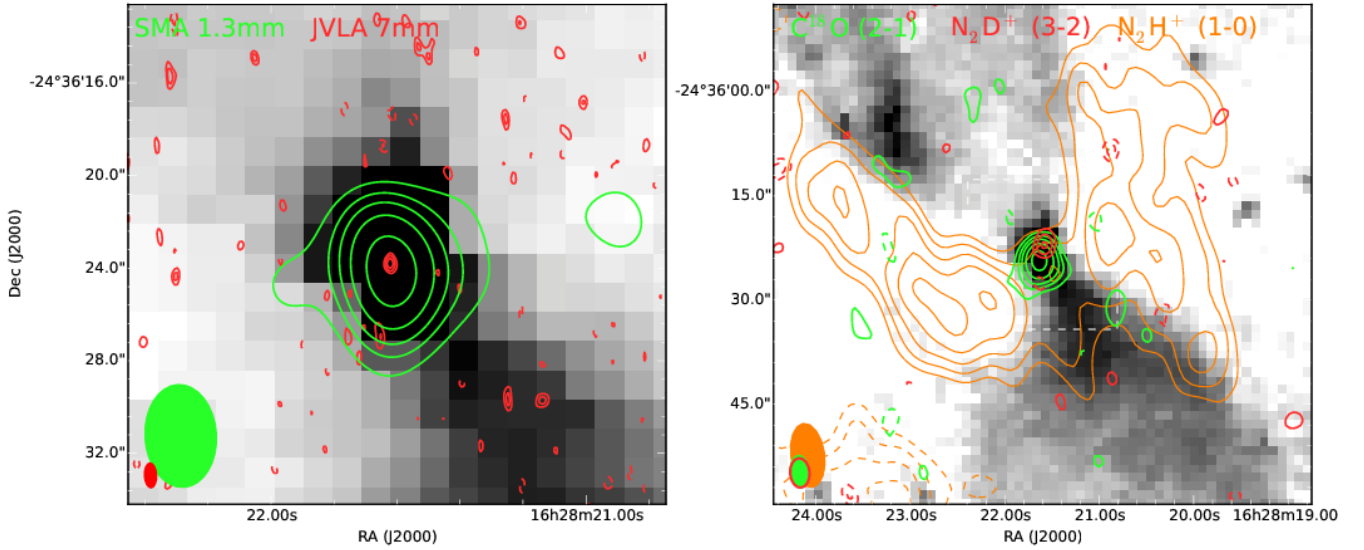 SMA 1.3mm JVLA 7mm
-24°36'16.0"
20.0"
24.0"
28.0"
32.0"
Dec (J2000)
22.00s 16h28m21.00s
RA (J2000)
C¹⁸O (2-1) N₂D⁺ (3-2) N₂H⁺ (1-0)
-24°36'00.0"
15.0"
30.0"
45.0"
24.00s 23.00s 22.00s 21.00s 20.00s 16h28m19.00
RA (J2000)